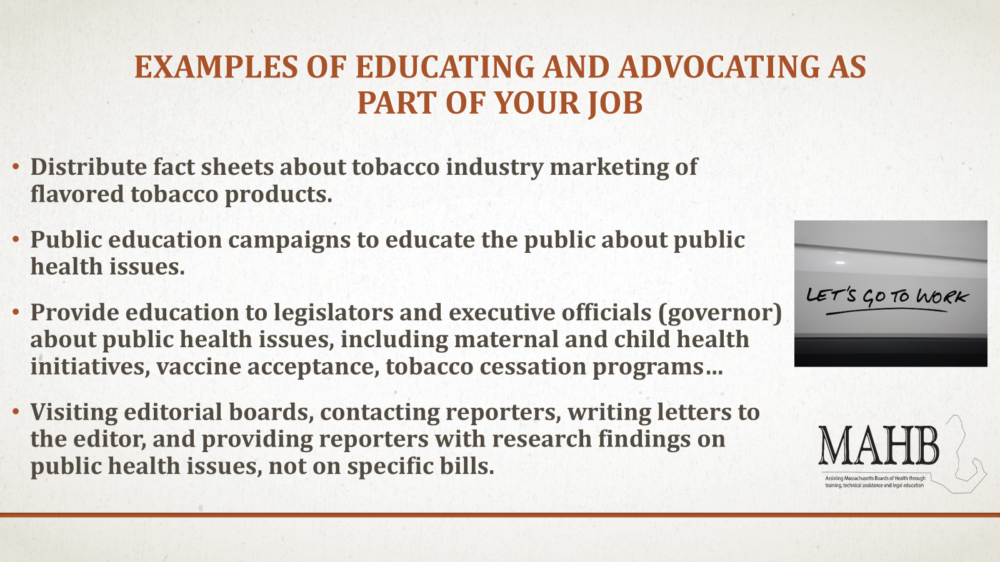 EXAMPLES OF EDUCATING AND ADVOCATING AS
PART OF YOUR JOB
• Distribute fact sheets about tobacco industry marketing of
flavored tobacco products.
• Public education campaigns to educate the public about public
health issues.
• Provide education to legislators and executive officials (governor)
about public health issues, including maternal and child health
initiatives, vaccine acceptance, tobacco cessation programs…
• Visiting editorial boards, contacting reporters, writing letters to
the editor, and providing reporters with research findings on
public health issues, not on specific bills.
LET'S GO TO WORK
MAHB
Assisting Massachusetts Boards of Health through
training, technical assistance and legal education